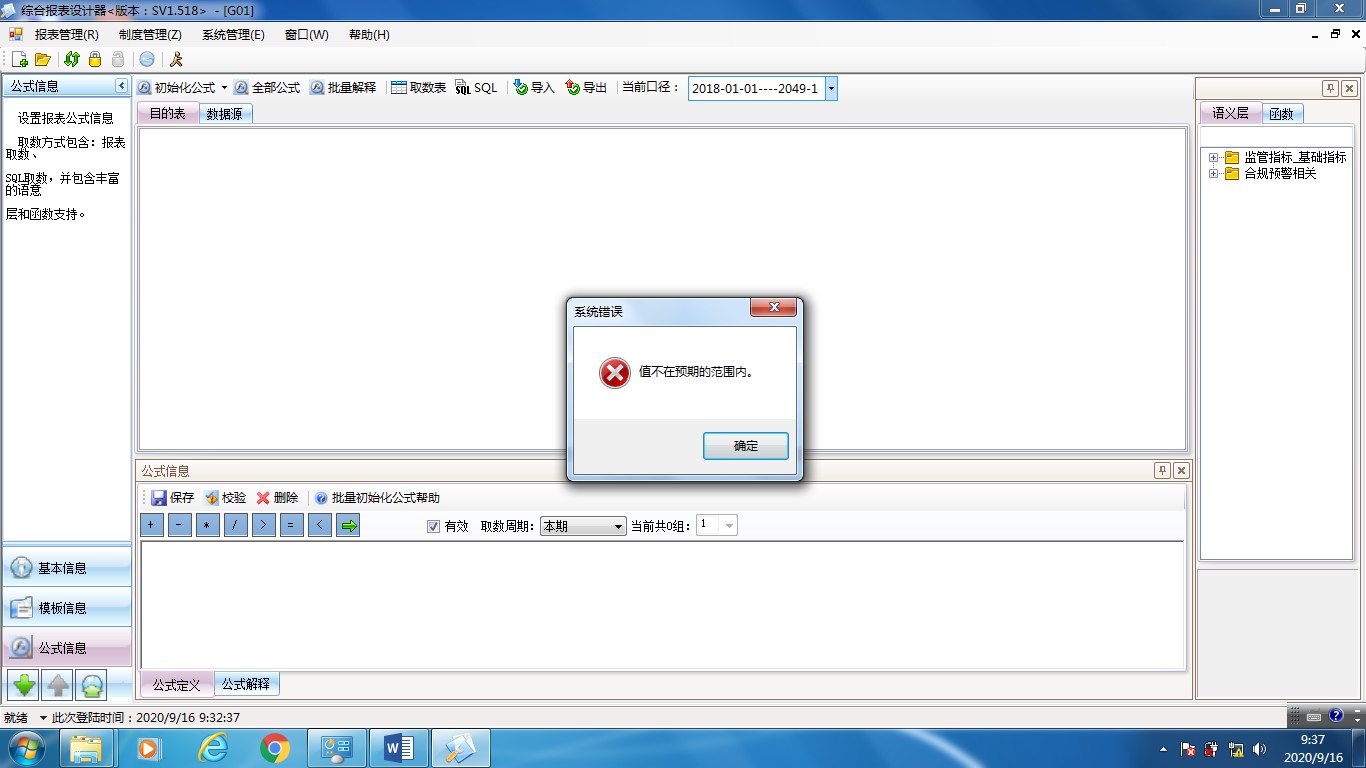 综合报表设计器<版本：SV1.518> - [G01]
报表管理(R) 制度管理(Z) 系统管理(E) 窗口(W) 帮助(H)
公式信息
初始化公式 全部公式 批量解释 取数表 SQL SQL 导入 导出 当前口径： 2018-01-01----2049-1
目的表 数据源
语义层 函数
设置报表公式信息
取数方式包含：报表
取数、
SQL取数，并包含丰富
的语意
层和函数支持。
监管指标_基础指标
合规预警相关
系统错误
值不在预期的范围内。
确定
公式信息
保存 校验 删除 批量初始化公式帮助
+ - * / > = <
有效 取数周期： 本期 当前共0组： 1
基本信息
模板信息
公式信息
公式定义 公式解释
就绪 此次登陆时间：2020/9/16 9:32:37
9:37
2020/9/16